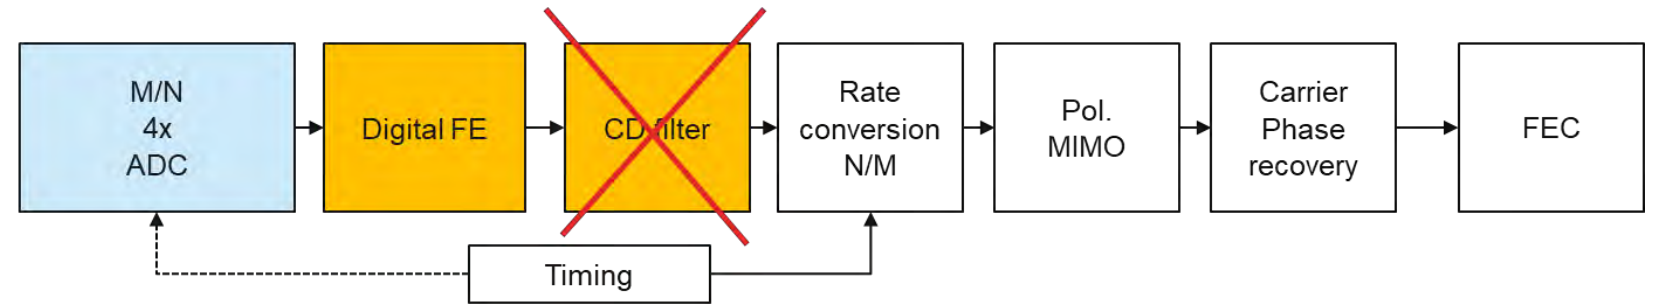 M/N
4x
ADC
Digital FE
CD filter
Rate
conversion
N/M
Pol.
MIMO
Carrier
Phase
recovery
FEC
Timing